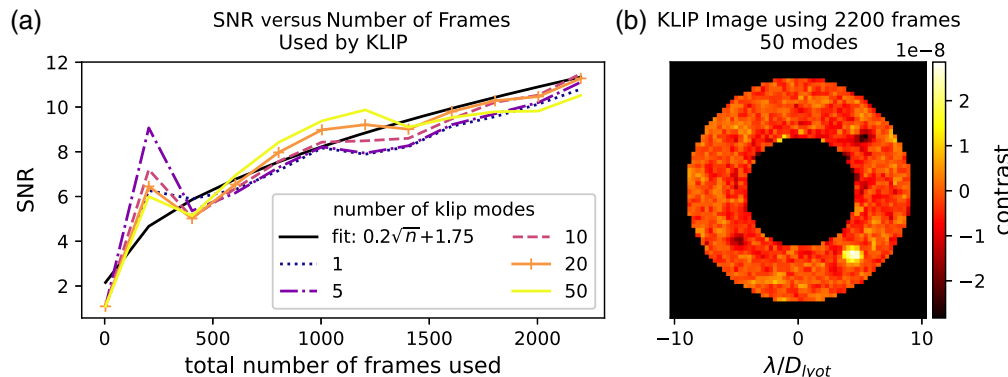 (a)
SNR versus Number of Frames
Used by KLIP
SNR
12
10
8
6
4
2
number of klip modes
fit: 0.2√n+1.75
1
5
10
20
50
0
500
1000
1500
2000
total number of frames used
(b)
KLIP Image using 2200 frames
50 modes
1e−8
2
1
0
−1
−2
contrast
−10
0
10
λ/D_lyot